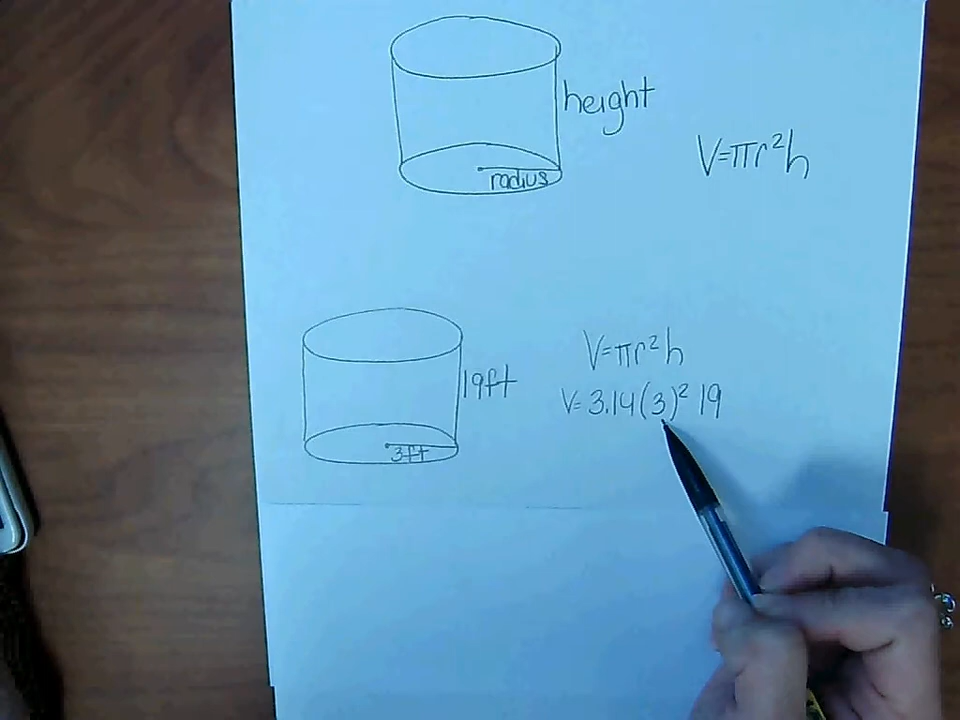 height
radius
V=πr²h
19ft
3ft
V=πr²h
V=3.14(3)² 19